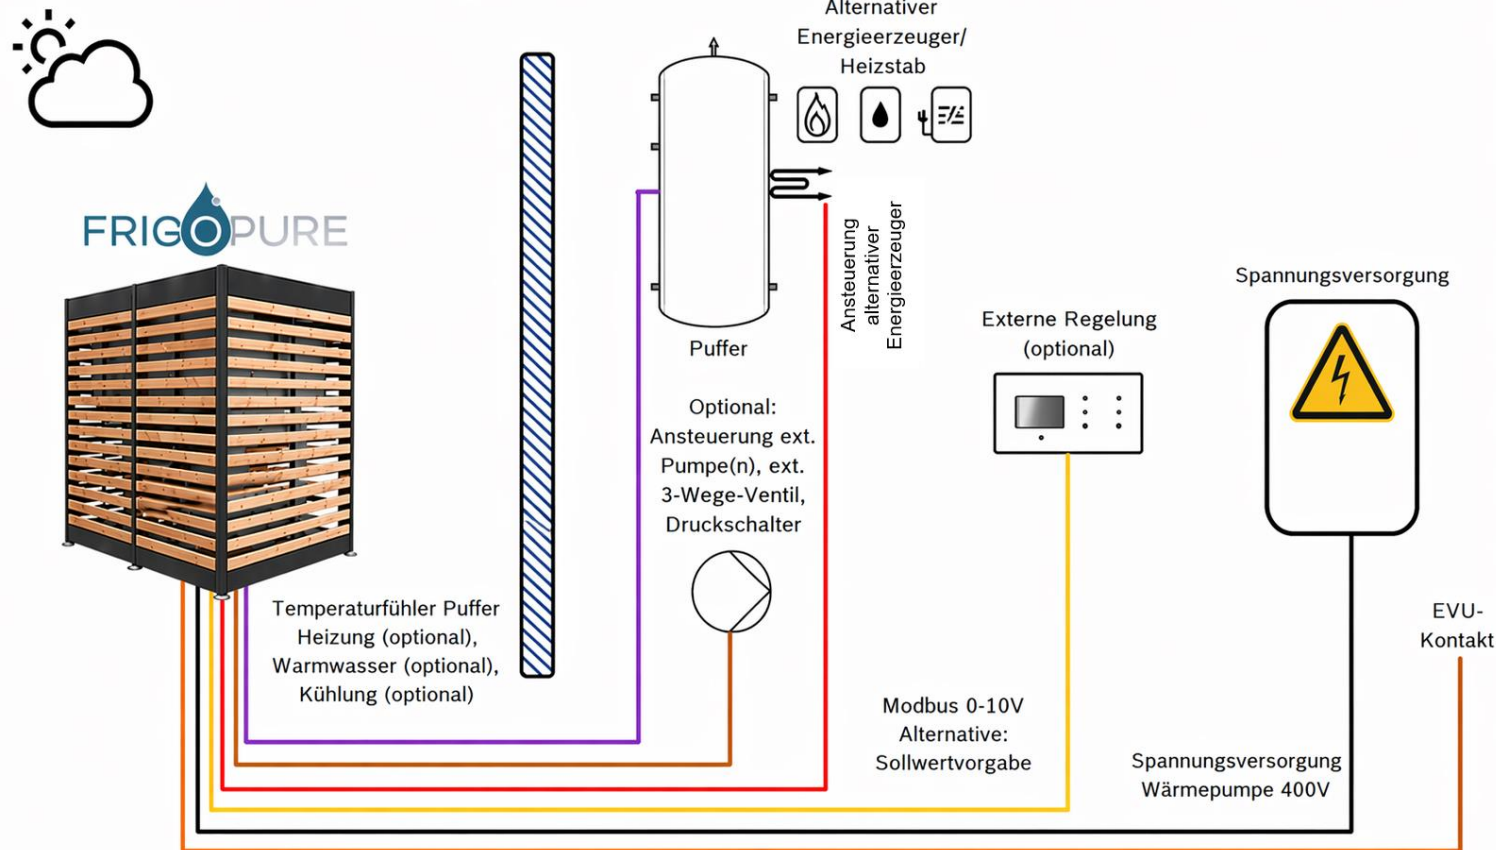 Alternativer
Energieerzeuger/
Heizstab
FRIGOPURE
Ansteuerung
alternativer
Energieerzeuger
Puffer
Spannungsversorgung
Externe Regelung
(optional)
Optional:
Ansteuerung ext.
Pumpe(n), ext.
3-Wege-Ventil,
Druckschalter
Temperaturfühler Puffer
Heizung (optional),
Warmwasser (optional),
Kühlung (optional)
EVU-
Kontakt
Modbus 0-10V
Alternative:
Sollwertvorgabe
Spannungsversorgung
Wärmepumpe 400V